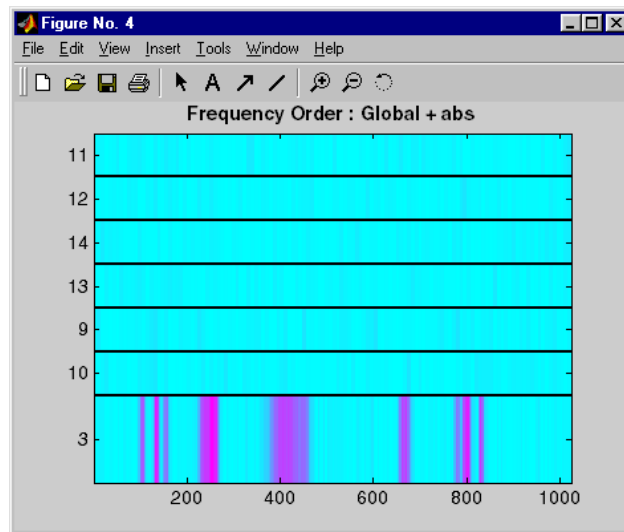 Figure No. 4
File Edit View Insert Tools Window Help
A
Frequency Order : Global + abs
11
12
14
13
9
10
3
200 400 600 800 1000